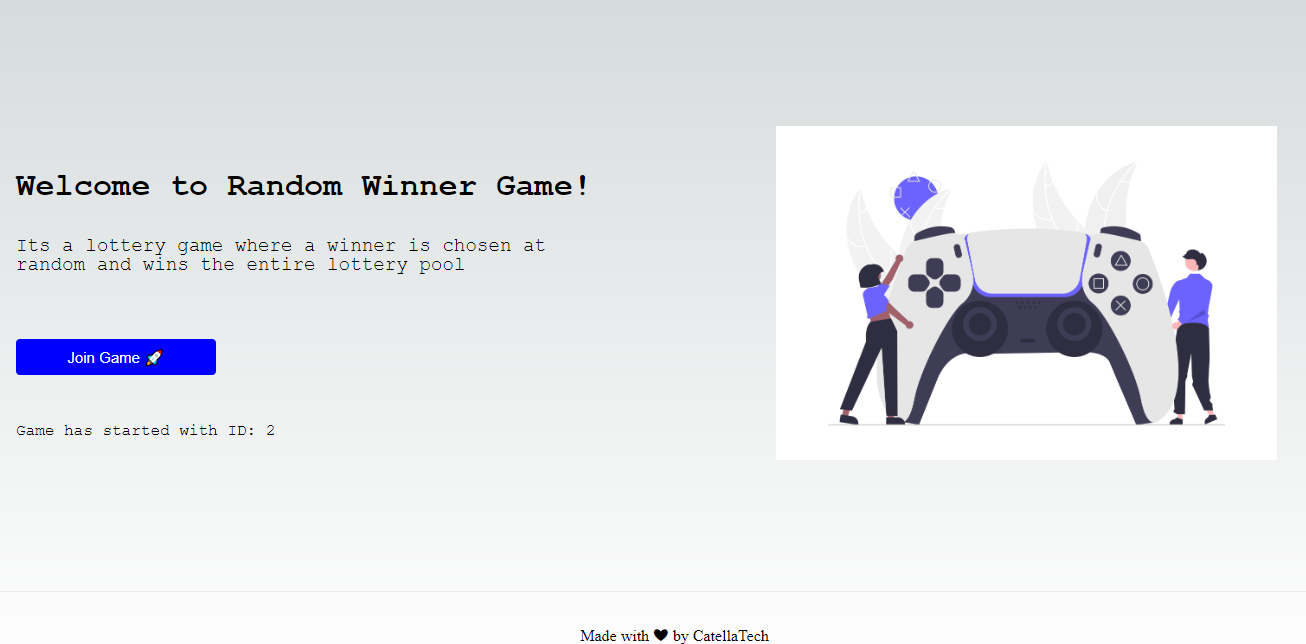 Welcome to Random Winner Game!
Its a lottery game where a winner is chosen at
random and wins the entire lottery pool
Join Game 🚀
Game has started with ID: 2
Made with ♥ by CatellaTech